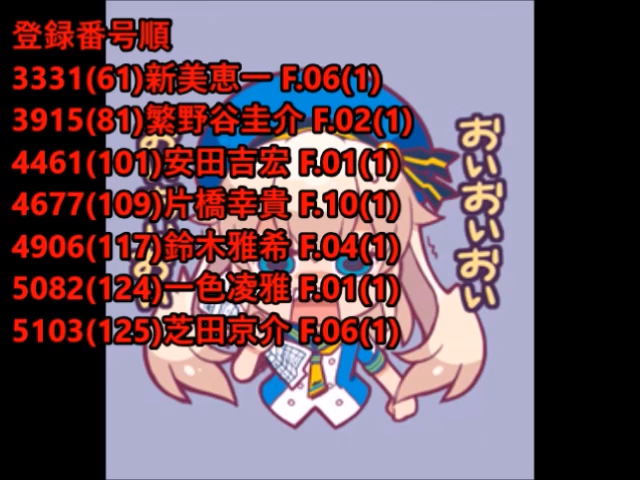 登録番号順
3331(61)新美恵一 F.06(1)
3915(81)繁野谷圭介 F.02(1)
4461(101)安田吉宏 F.01(1)
4677(109)片橋幸貴 F.10(1)
4906(117)鈴木雅希 F.04(1)
5082(124)一色凌雅 F.01(1)
5103(125)芝田京介 F.06(1)
おいおいおい